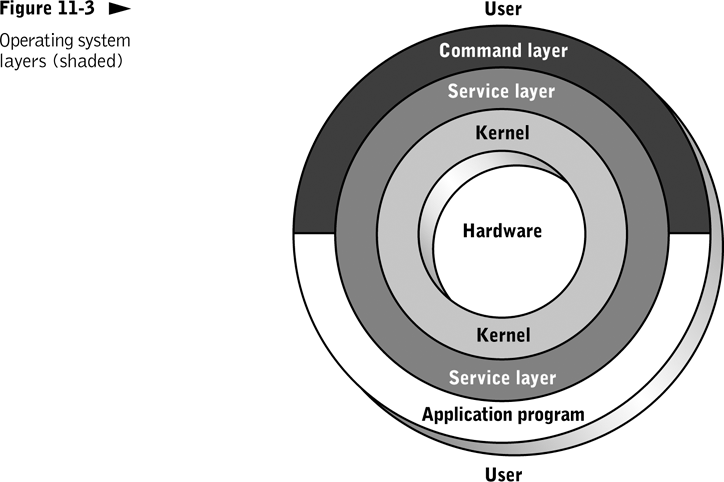 Figure 11-3 ►
Operating system
layers (shaded)
User
Command layer
Service layer
Kernel
Hardware
Kernel
Service layer
Application program
User